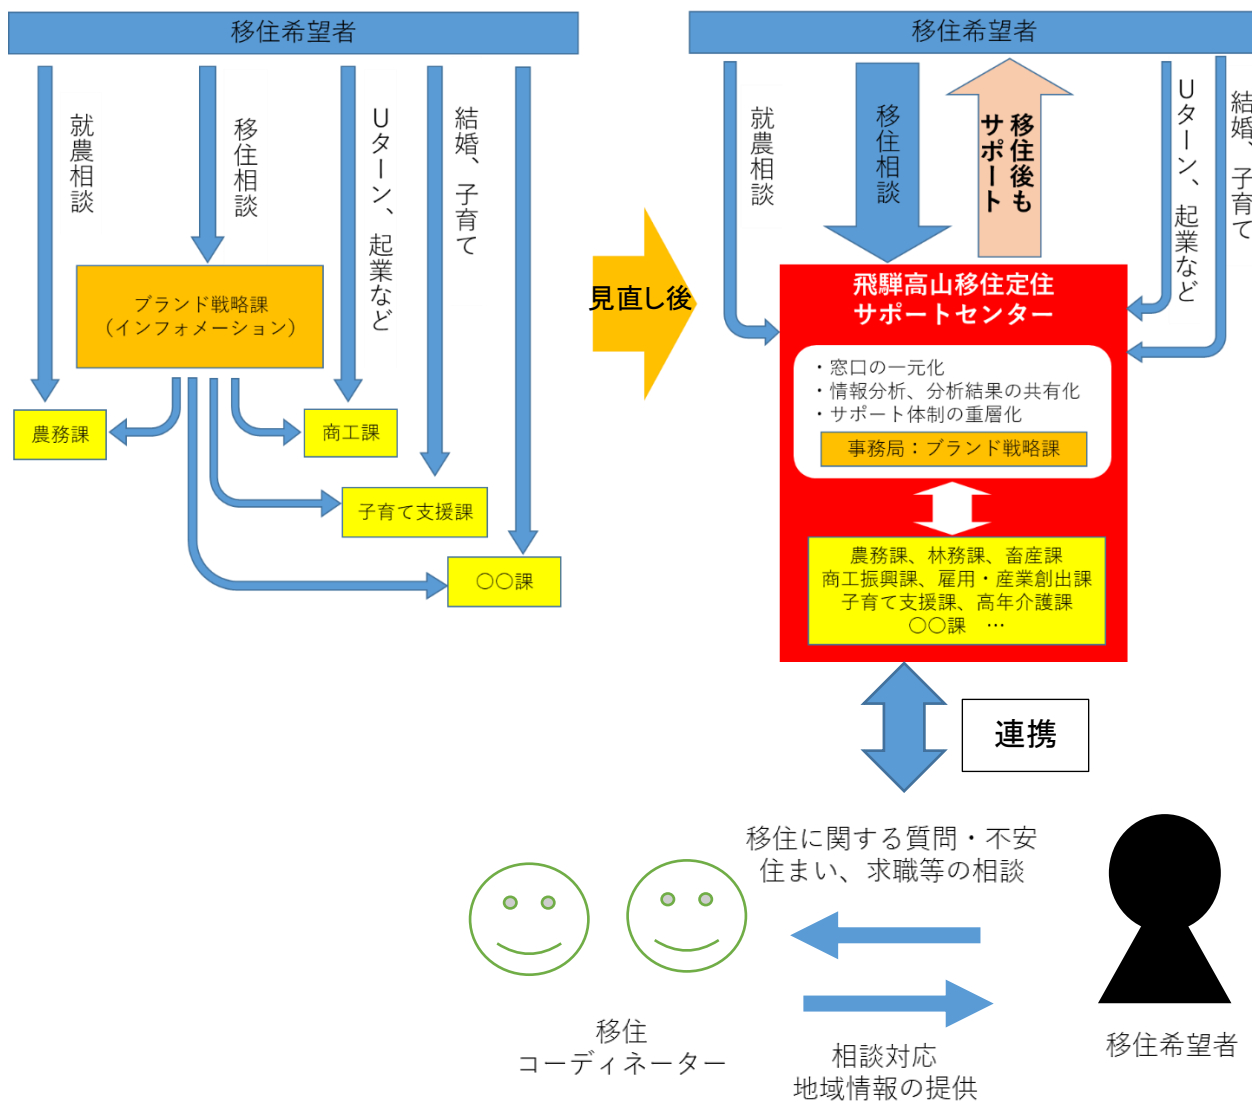 移住希望者
就農相談
移住相談
Uターン、起業など
結婚、子育て
ブランド戦略課
(インフォメーション)
農務課
商工課
子育て支援課
〇〇課
見直し後
移住希望者
就農相談
移住相談
移住後も
サポート
Uターン、起業など
結婚、子育て
飛騨高山移住定住
サポートセンター
・窓口の一元化
・情報分析、分析結果の共有化
・サポート体制の重層化
事務局：ブランド戦略課
農務課、林務課、畜産課
商工振興課、雇用・産業創出課
子育て支援課、高年介護課
〇〇課　…
連携
移住に関する質問・不安
住まい、求職等の相談
移住
コーディネーター
相談対応
地域情報の提供
移住希望者